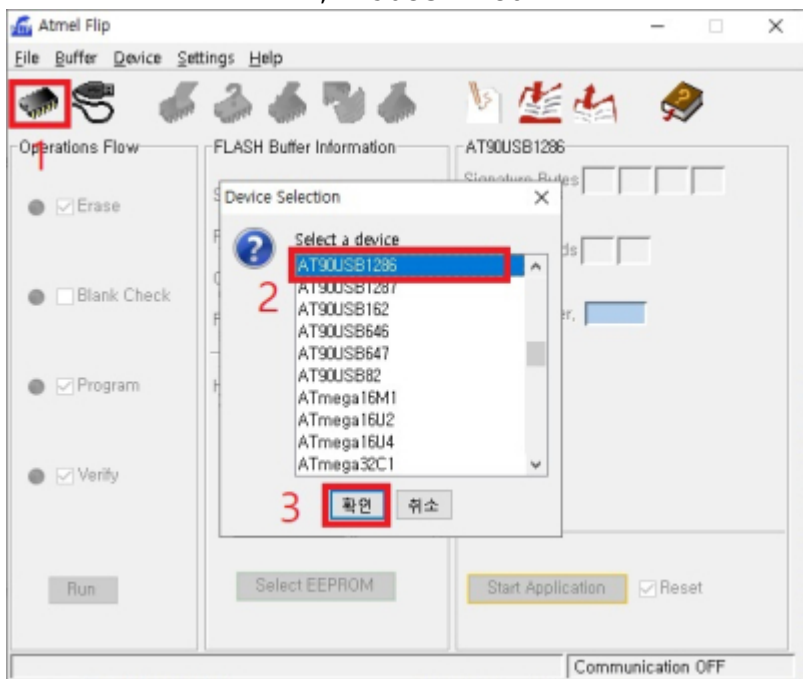 Atmel Flip
File Buffer Device Settings Help
1
Operations Flow
FLASH Buffer Information
AT90USB1286
Signature Bytes
Erase
Device Selection
Select a device
2
AT90USB1286
AT90USB1287
AT90USB162
AT90USB646
AT90USB647
AT90USB82
ATmega16M1
ATmega16U2
ATmega16U4
ATmega32C1
Blank Check
Program
Verify
3
확인
취소
Run
Select EEPROM
Start Application
Reset
Communication OFF